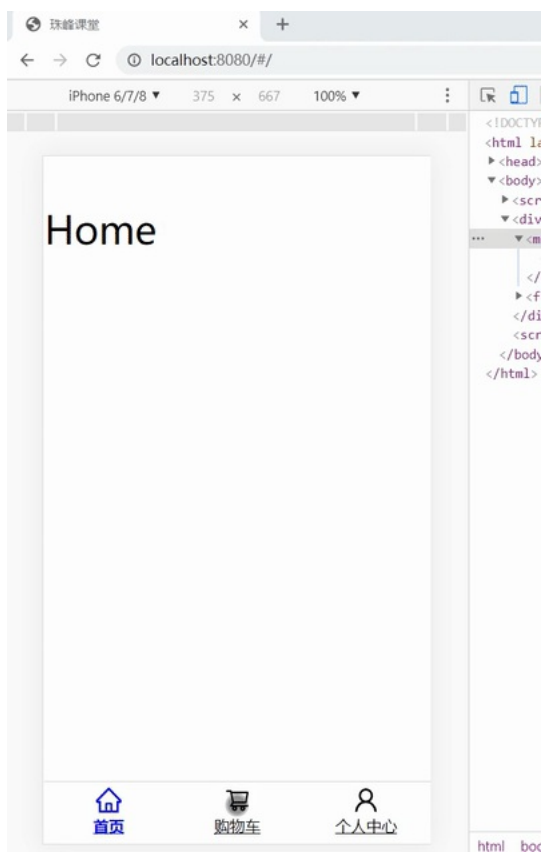 珠峰课堂
localhost:8080/#/
iPhone 6/7/8 ▼ 375 × 667 100% ▼
<!DOCTY
<html la
<head>
<body>
<scr
<div
<m
</
<f
</di
<scr
</body
</html>
Home
首页 购物车 个人中心
html bod